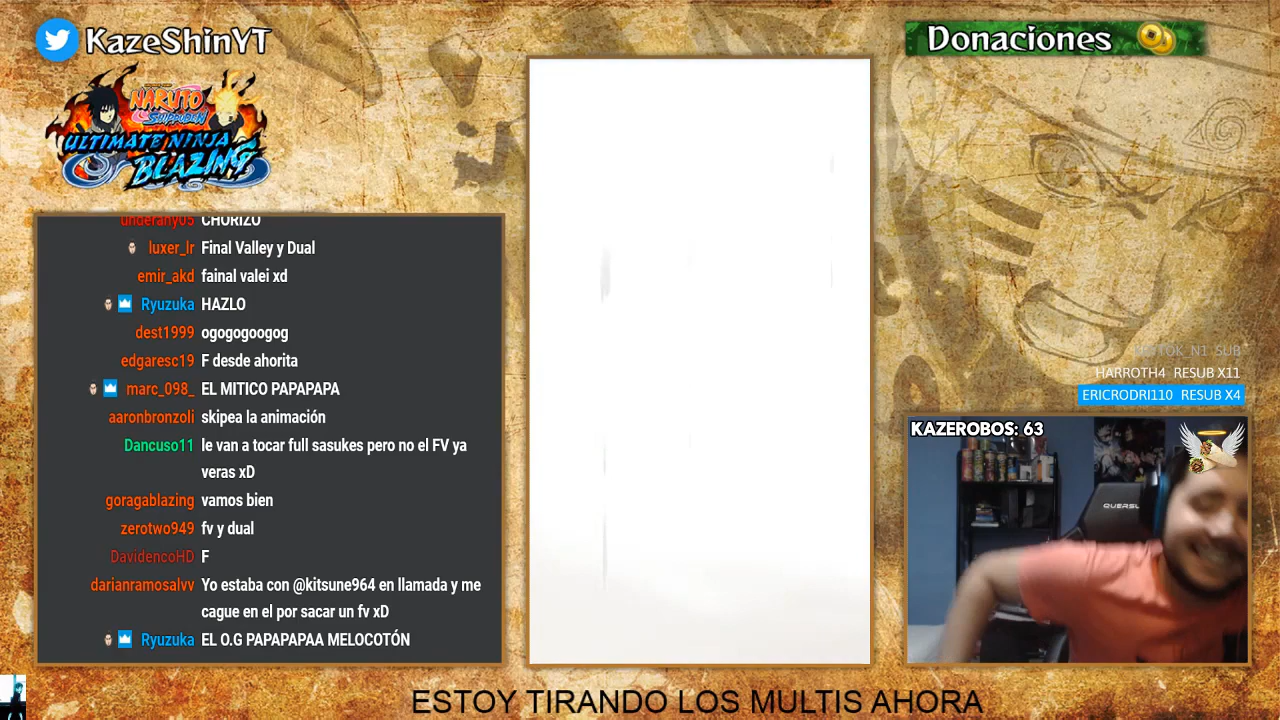 KazeShinYT
Donaciones
NARUTO
SHIPPUDEN
ULTIMATE NINJA
BLAZING
underany05 CHORIZO
luxer_lr Final Valley y Dual
emir_akd fainal valei xd
Ryuzuka HAZLO
dest1999 ogogogoogog
edgaresc19 F desde ahorita
marc_098_ EL MITICO PAPAPAPA
aaronbronzoli skipea la animación
Dancuso11 le van a tocar full sasukes pero no el FV ya
veras xD
goragablazing vamos bien
zerotwo949 fv y dual
DavidencoHD F
darianramosalvv Yo estaba con @kitsune964 en llamada y me
cague en el por sacar un fv xD
Ryuzuka EL O.G PAPAPAPAA MELOCOTÓN
SUB
HARROTH4 RESUB X11
ERICRODRI110 RESUB X4
KAZEROBOS: 63
ESTOY TIRANDO LOS MULTIS AHORA